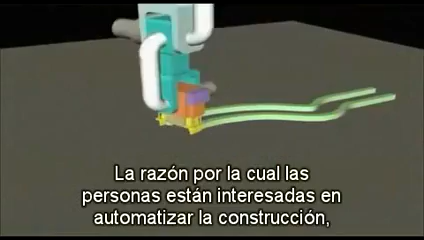 La razón por la cual las
personas están interesadas en
automatizar la construcción,